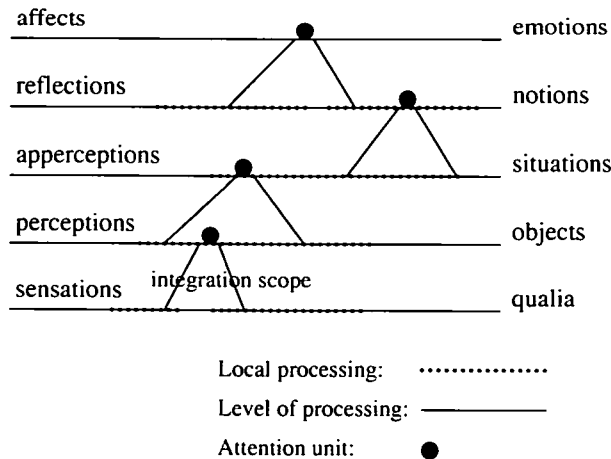 affects emotions
reflections notions
apperceptions situations
perceptions objects
integration scope
sensations qualia
Local processing:
Level of processing:
Attention unit: